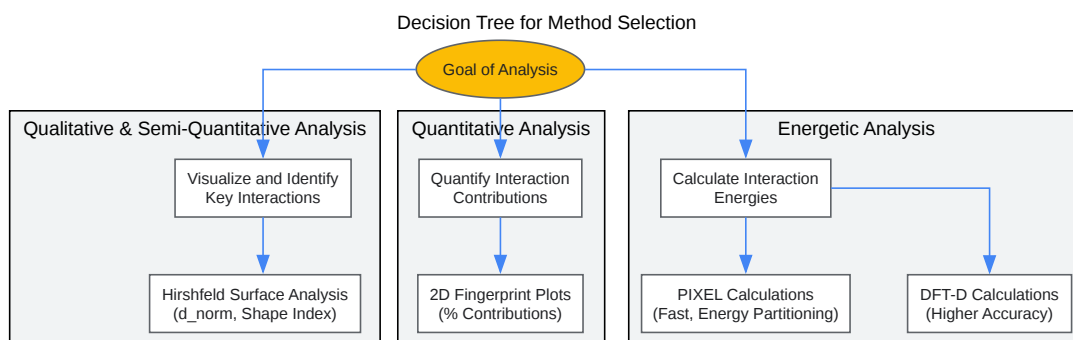 Decision Tree for Method Selection
Goal of Analysis
Qualitative & Semi-Quantitative Analysis
Quantitative Analysis
Energetic Analysis
Visualize and Identify
Key Interactions
Quantify Interaction
Contributions
Calculate Interaction
Energies
Hirshfeld Surface Analysis
(d_norm, Shape Index)
2D Fingerprint Plots
(% Contributions)
PIXEL Calculations
(Fast, Energy Partitioning)
DFT-D Calculations
(Higher Accuracy)